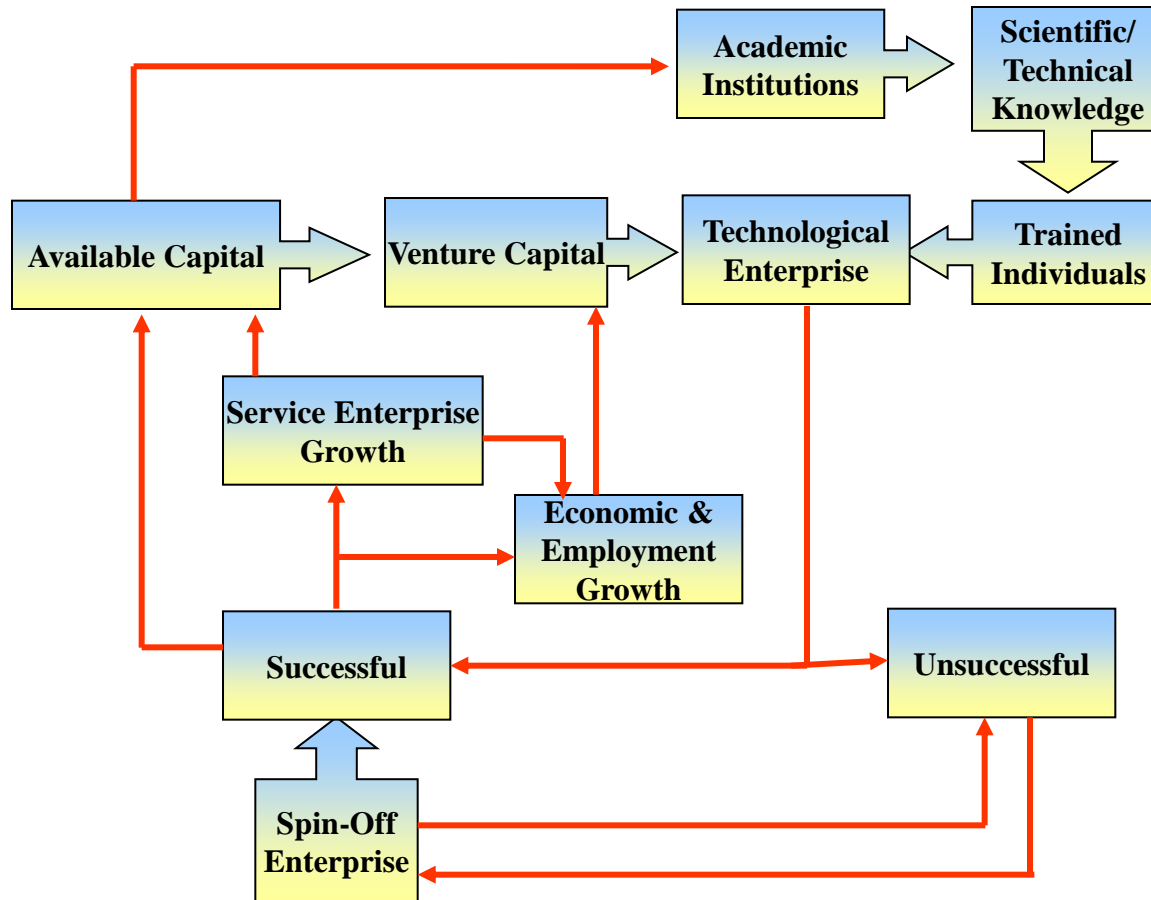 Academic
Institutions
Scientific/
Technical
Knowledge
Available Capital
Venture Capital
Technological
Enterprise
Trained
Individuals
Service Enterprise
Growth
Economic &
Employment
Growth
Successful
Unsuccessful
Spin-Off
Enterprise